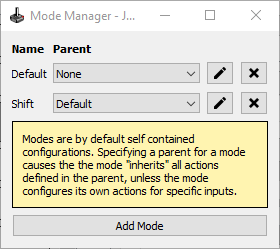 Mode Manager - J...
Name Parent
Default None
Shift Default
Modes are by default self contained
configurations. Specifying a parent for a mode
causes the the mode "inherits" all actions
defined in the parent, unless the mode
configures its own actions for specific inputs.
Add Mode